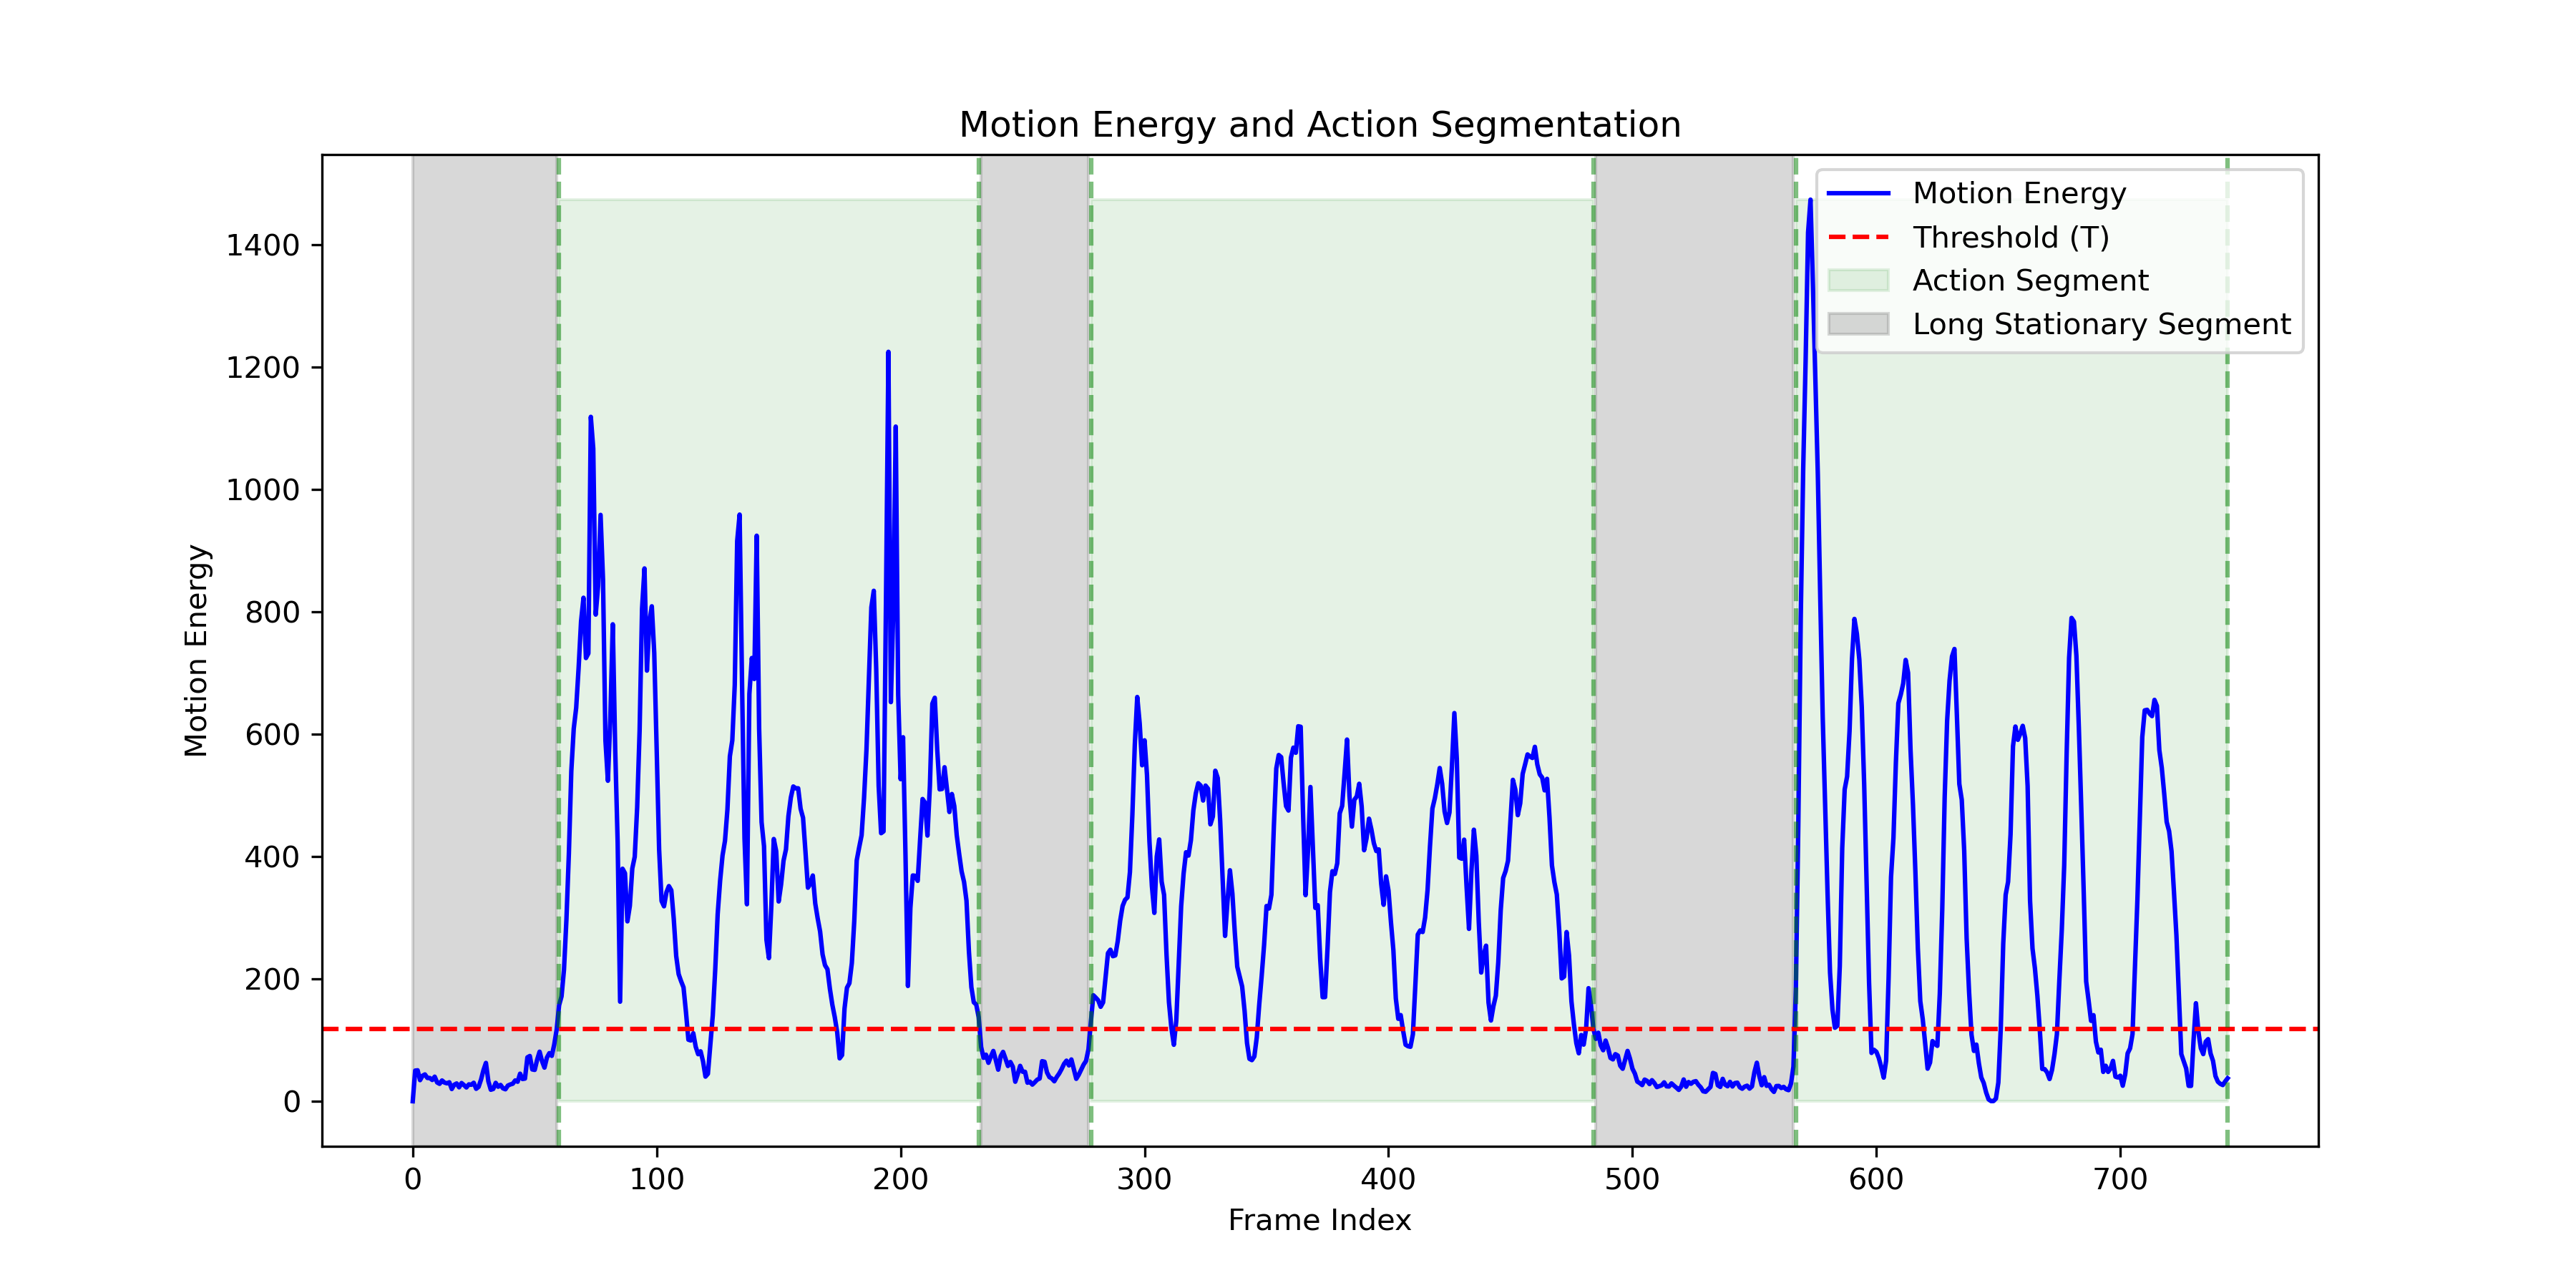 Motion Energy and Action Segmentation
Motion Energy
Threshold (T)
Action Segment
Long Stationary Segment
1400
1200
1000
800
600
400
200
0
Motion Energy
0 100 200 300 400 500 600 700
Frame Index